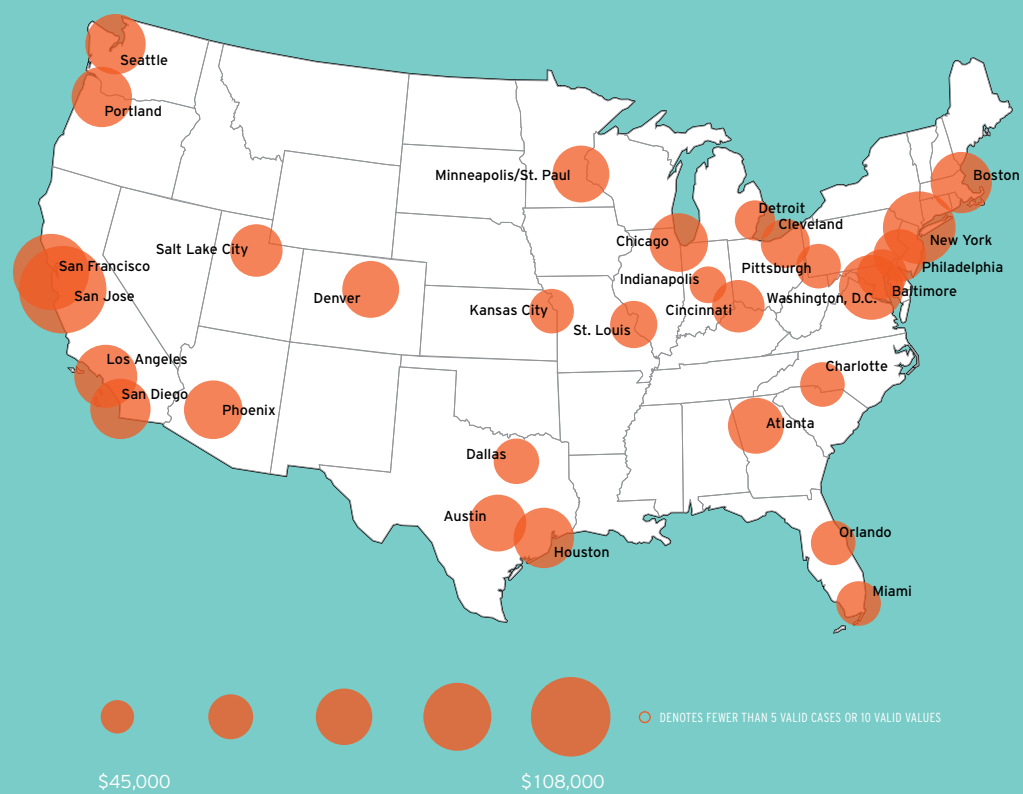 Seattle
Portland
Minneapolis/St. Paul
Boston
Detroit
Cleveland
Chicago
New York
Salt Lake City
San Francisco
Pittsburgh
Philadelphia
Indianapolis
Baltimore
San Jose
Denver
Washington, D.C.
Kansas City
Cincinnati
St. Louis
Los Angeles
Charlotte
San Diego
Phoenix
Atlanta
Dallas
Austin
Orlando
Houston
Miami
DENOTES FEWER THAN 5 VALID CASES OR 10 VALID VALUES
$45,000
$108,000